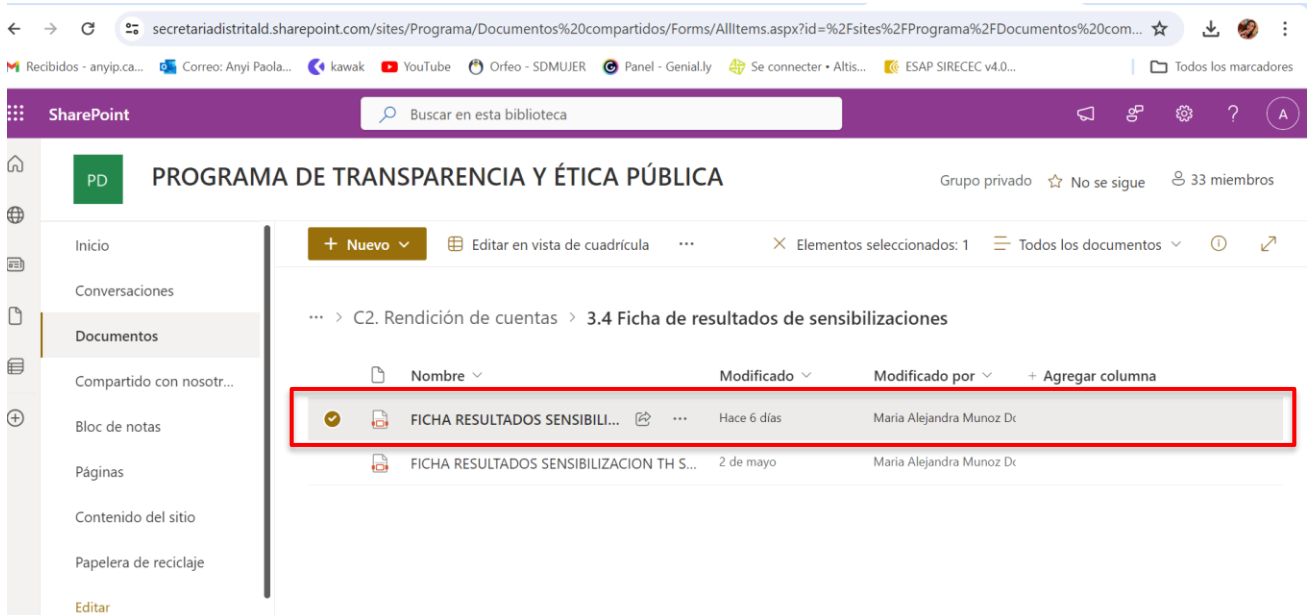 secretariadistritald.sharepoint.com/sites/Programa/Documentos%20compartidos/Forms/AllItems.aspx?id=%2Fsites%2FPrograma%2FDocumentos%20com...
Recibidos - anyip.ca... Correo: Anyi Paola... kawak YouTube Orfeo - SDMUJER Panel - Genial.ly Se connecter • Altis... ESAP SIRECEC v4.0... Todos los marcadores
SharePoint Buscar en esta biblioteca ? A
PD PROGRAMA DE TRANSPARENCIA Y ÉTICA PÚBLICA Grupo privado No se sigue 33 miembros
Inicio
Conversaciones
Documentos
Compartido con nosotr...
Bloc de notas
Páginas
Contenido del sitio
Papelera de reciclaje
Editar
+ Nuevo Editar en vista de cuadrícula ··· Elementos seleccionados: 1 Todos los documentos
··· > C2. Rendición de cuentas > 3.4 Ficha de resultados de sensibilizaciones
Nombre Modificado Modificado por + Agregar columna
FICHA RESULTADOS SENSIBILI... ··· Hace 6 días Maria Alejandra Munoz Do
FICHA RESULTADOS SENSIBILIZACION TH S... 2 de mayo Maria Alejandra Munoz Do